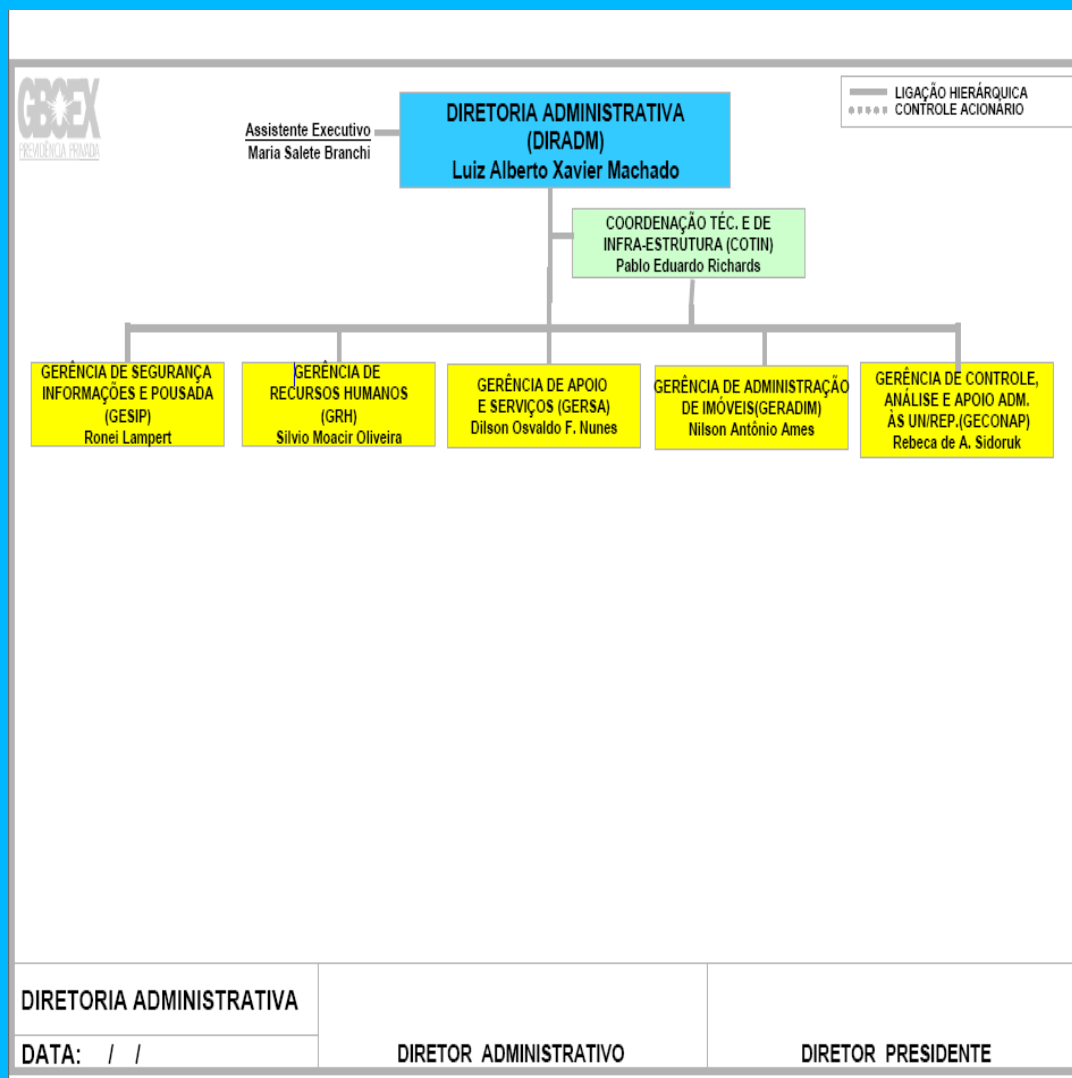 GBOEX
PREVIDÊNCIA PRIVADA
LIGAÇÃO HIERÁRQUICA
CONTROLE ACIONÁRIO
Assistente Executivo
Maria Salete Branchi
DIRETORIA ADMINISTRATIVA
(DIRADM)
Luiz Alberto Xavier Machado
COORDENAÇÃO TÉC. E DE
INFRA-ESTRUTURA (COTIN)
Pablo Eduardo Richards
GERÊNCIA DE SEGURANÇA
INFORMAÇÕES E POUSADA
(GESIP)
Ronei Lampert
GERÊNCIA DE
RECURSOS HUMANOS
(GRH)
Silvio Moacir Oliveira
GERÊNCIA DE APOIO
E SERVIÇOS (GERSA)
Dilson Osvaldo F. Nunes
GERÊNCIA DE ADMINISTRAÇÃO
DE IMÓVEIS(GERADIM)
Nilson Antônio Ames
GERÊNCIA DE CONTROLE,
ANÁLISE E APOIO ADM.
ÀS UN/REP.(GECONAP)
Rebeca de A. Sidoruk
DIRETORIA ADMINISTRATIVA
DATA: / /
DIRETOR ADMINISTRATIVO
DIRETOR PRESIDENTE